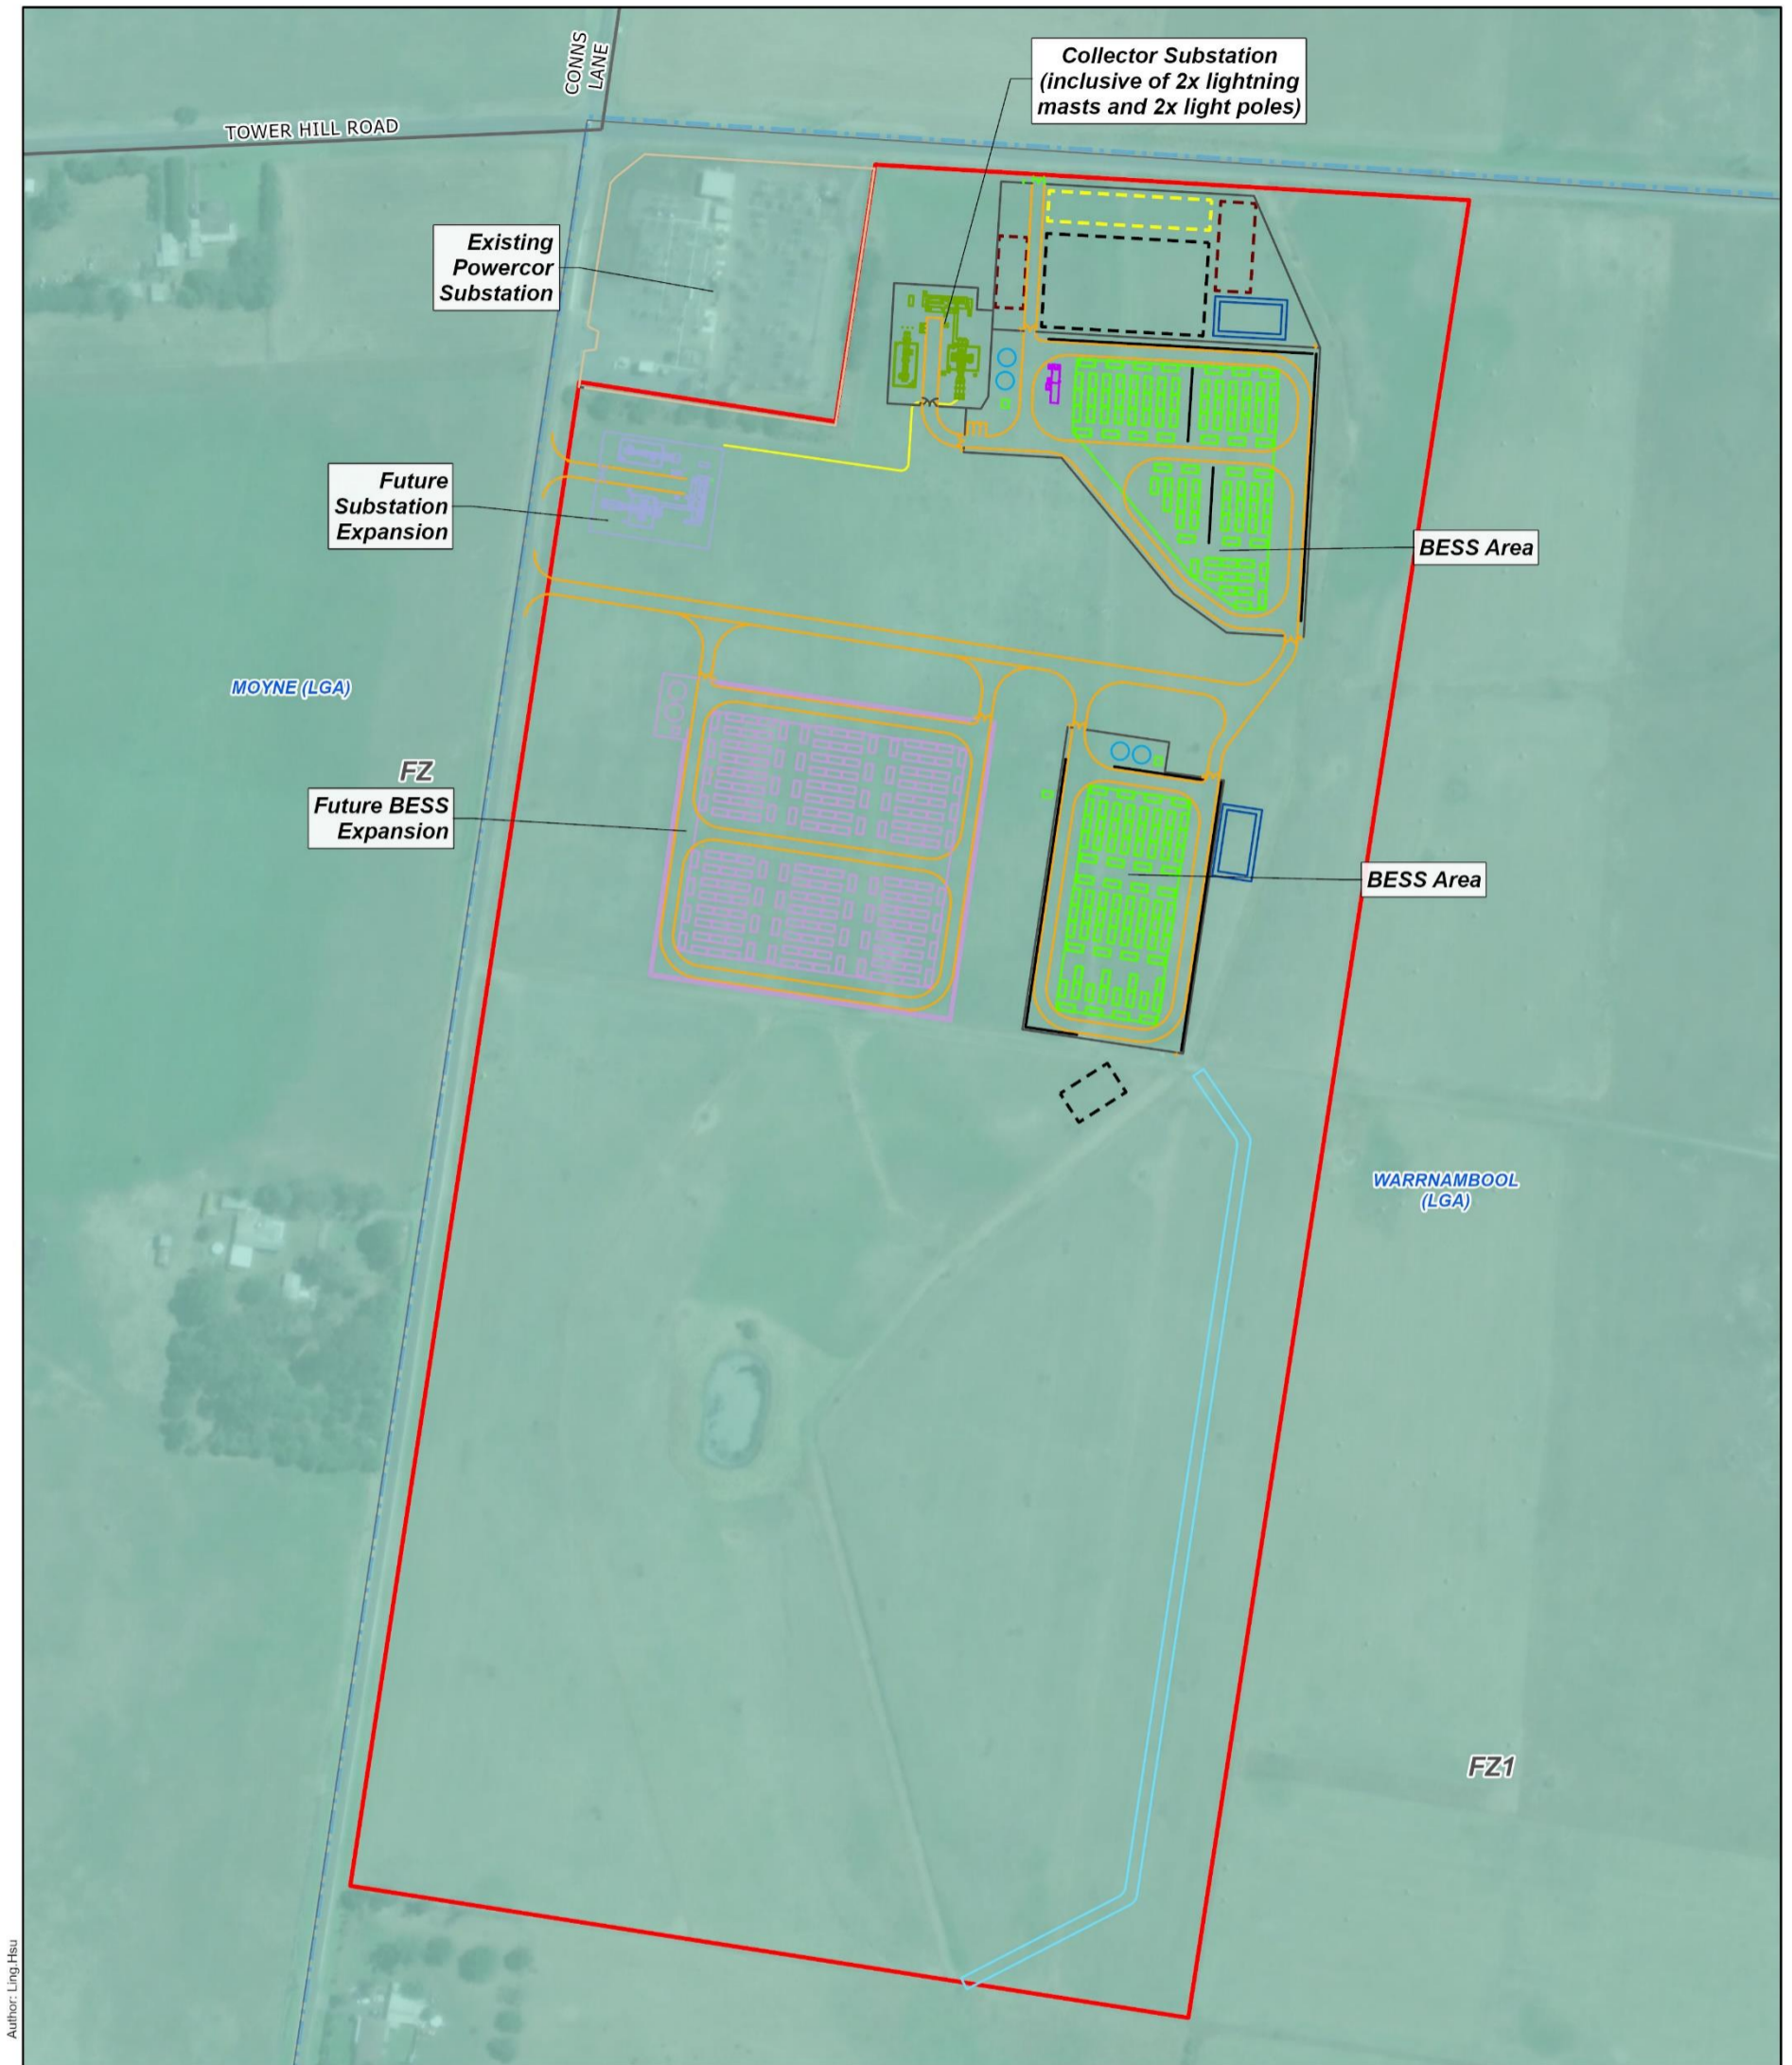 CONNS
LANE
Collector Substation
(inclusive of 2x lightning
masts and 2x light poles)
TOWER HILL ROAD
Existing
Powercor
Substation
Future
Substation
Expansion
BESS Area
MOYNE (LGA)
FZ
Future BESS
Expansion
BESS Area
WARRNAMBOOL
(LGA)
FZ1
Author: Ling.Hsu